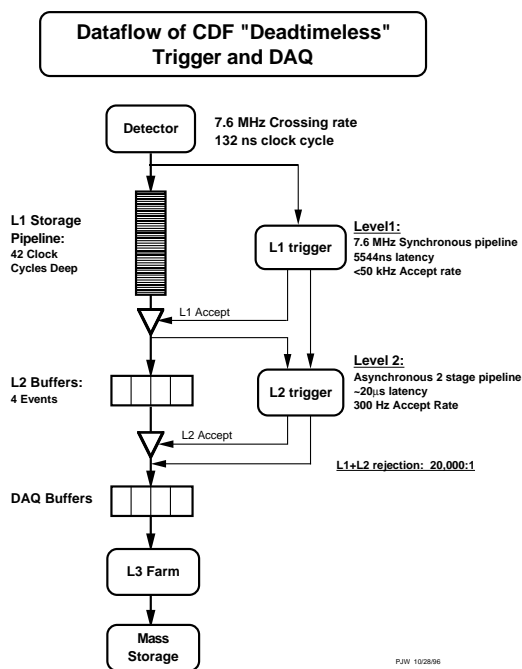 Dataflow of CDF "Deadtimeless"
Trigger and DAQ
Detector
7.6 MHz Crossing rate
132 ns clock cycle
L1 Storage
Pipeline:
42 Clock
Cycles Deep
L1 trigger
Level1:
7.6 MHz Synchronous pipeline
5544ns latency
<50 kHz Accept rate
L1 Accept
L2 Buffers:
4 Events
L2 trigger
Level 2:
Asynchronous 2 stage pipeline
~20μs latency
300 Hz Accept Rate
L2 Accept
L1+L2 rejection: 20,000:1
DAQ Buffers
L3 Farm
Mass
Storage
PJW 10/28/96